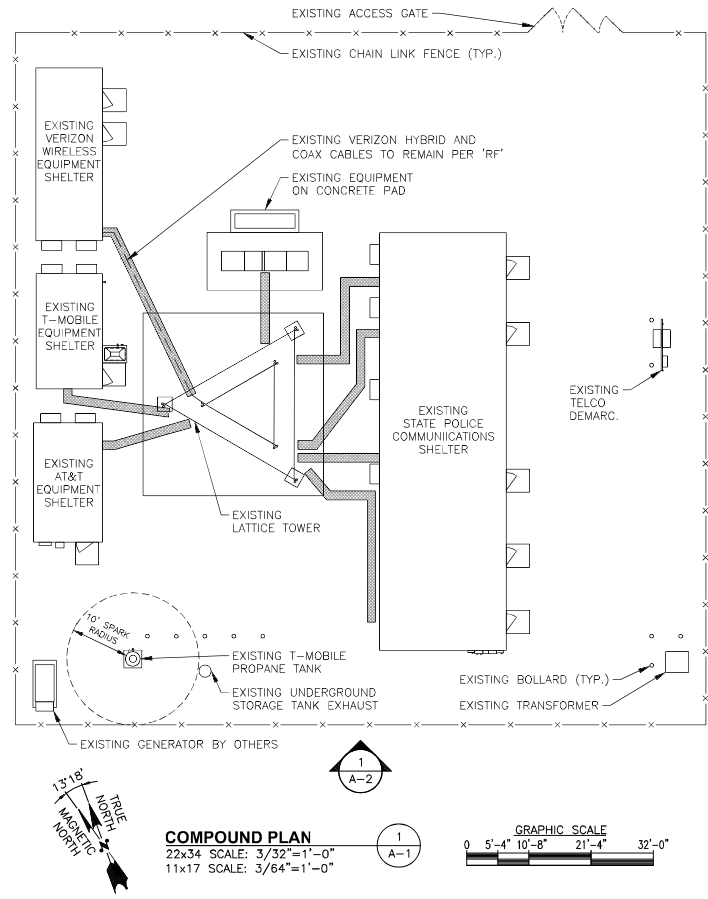 EXISTING ACCESS GATE
EXISTING CHAIN LINK FENCE (TYP.)
EXISTING
VERIZON
WIRELESS
EQUIPMENT
SHELTER
EXISTING VERIZON HYBRID AND
COAX CABLES TO REMAIN PER 'RF'
EXISTING EQUIPMENT
ON CONCRETE PAD
EXISTING
T-MOBILE
EQUIPMENT
SHELTER
EXISTING
TELCO
DEMARC.
EXISTING
STATE POLICE
COMMUNIICATIONS
SHELTER
EXISTING
AT&T
EQUIPMENT
SHELTER
EXISTING
LATTICE TOWER
10' SPARK
RADIUS
EXISTING T-MOBILE
PROPANE TANK
EXISTING UNDERGROUND
STORAGE TANK EXHAUST
EXISTING BOLLARD (TYP.)
EXISTING TRANSFORMER
EXISTING GENERATOR BY OTHERS
1
A-2
13°18'
TRUE
NORTH
MAGNETIC
NORTH
N
COMPOUND PLAN
22x34 SCALE: 3/32"=1'-0"
11x17 SCALE: 3/64"=1'-0"
1
A-1
GRAPHIC SCALE
0 5'-4" 10'-8" 21'-4" 32'-0"